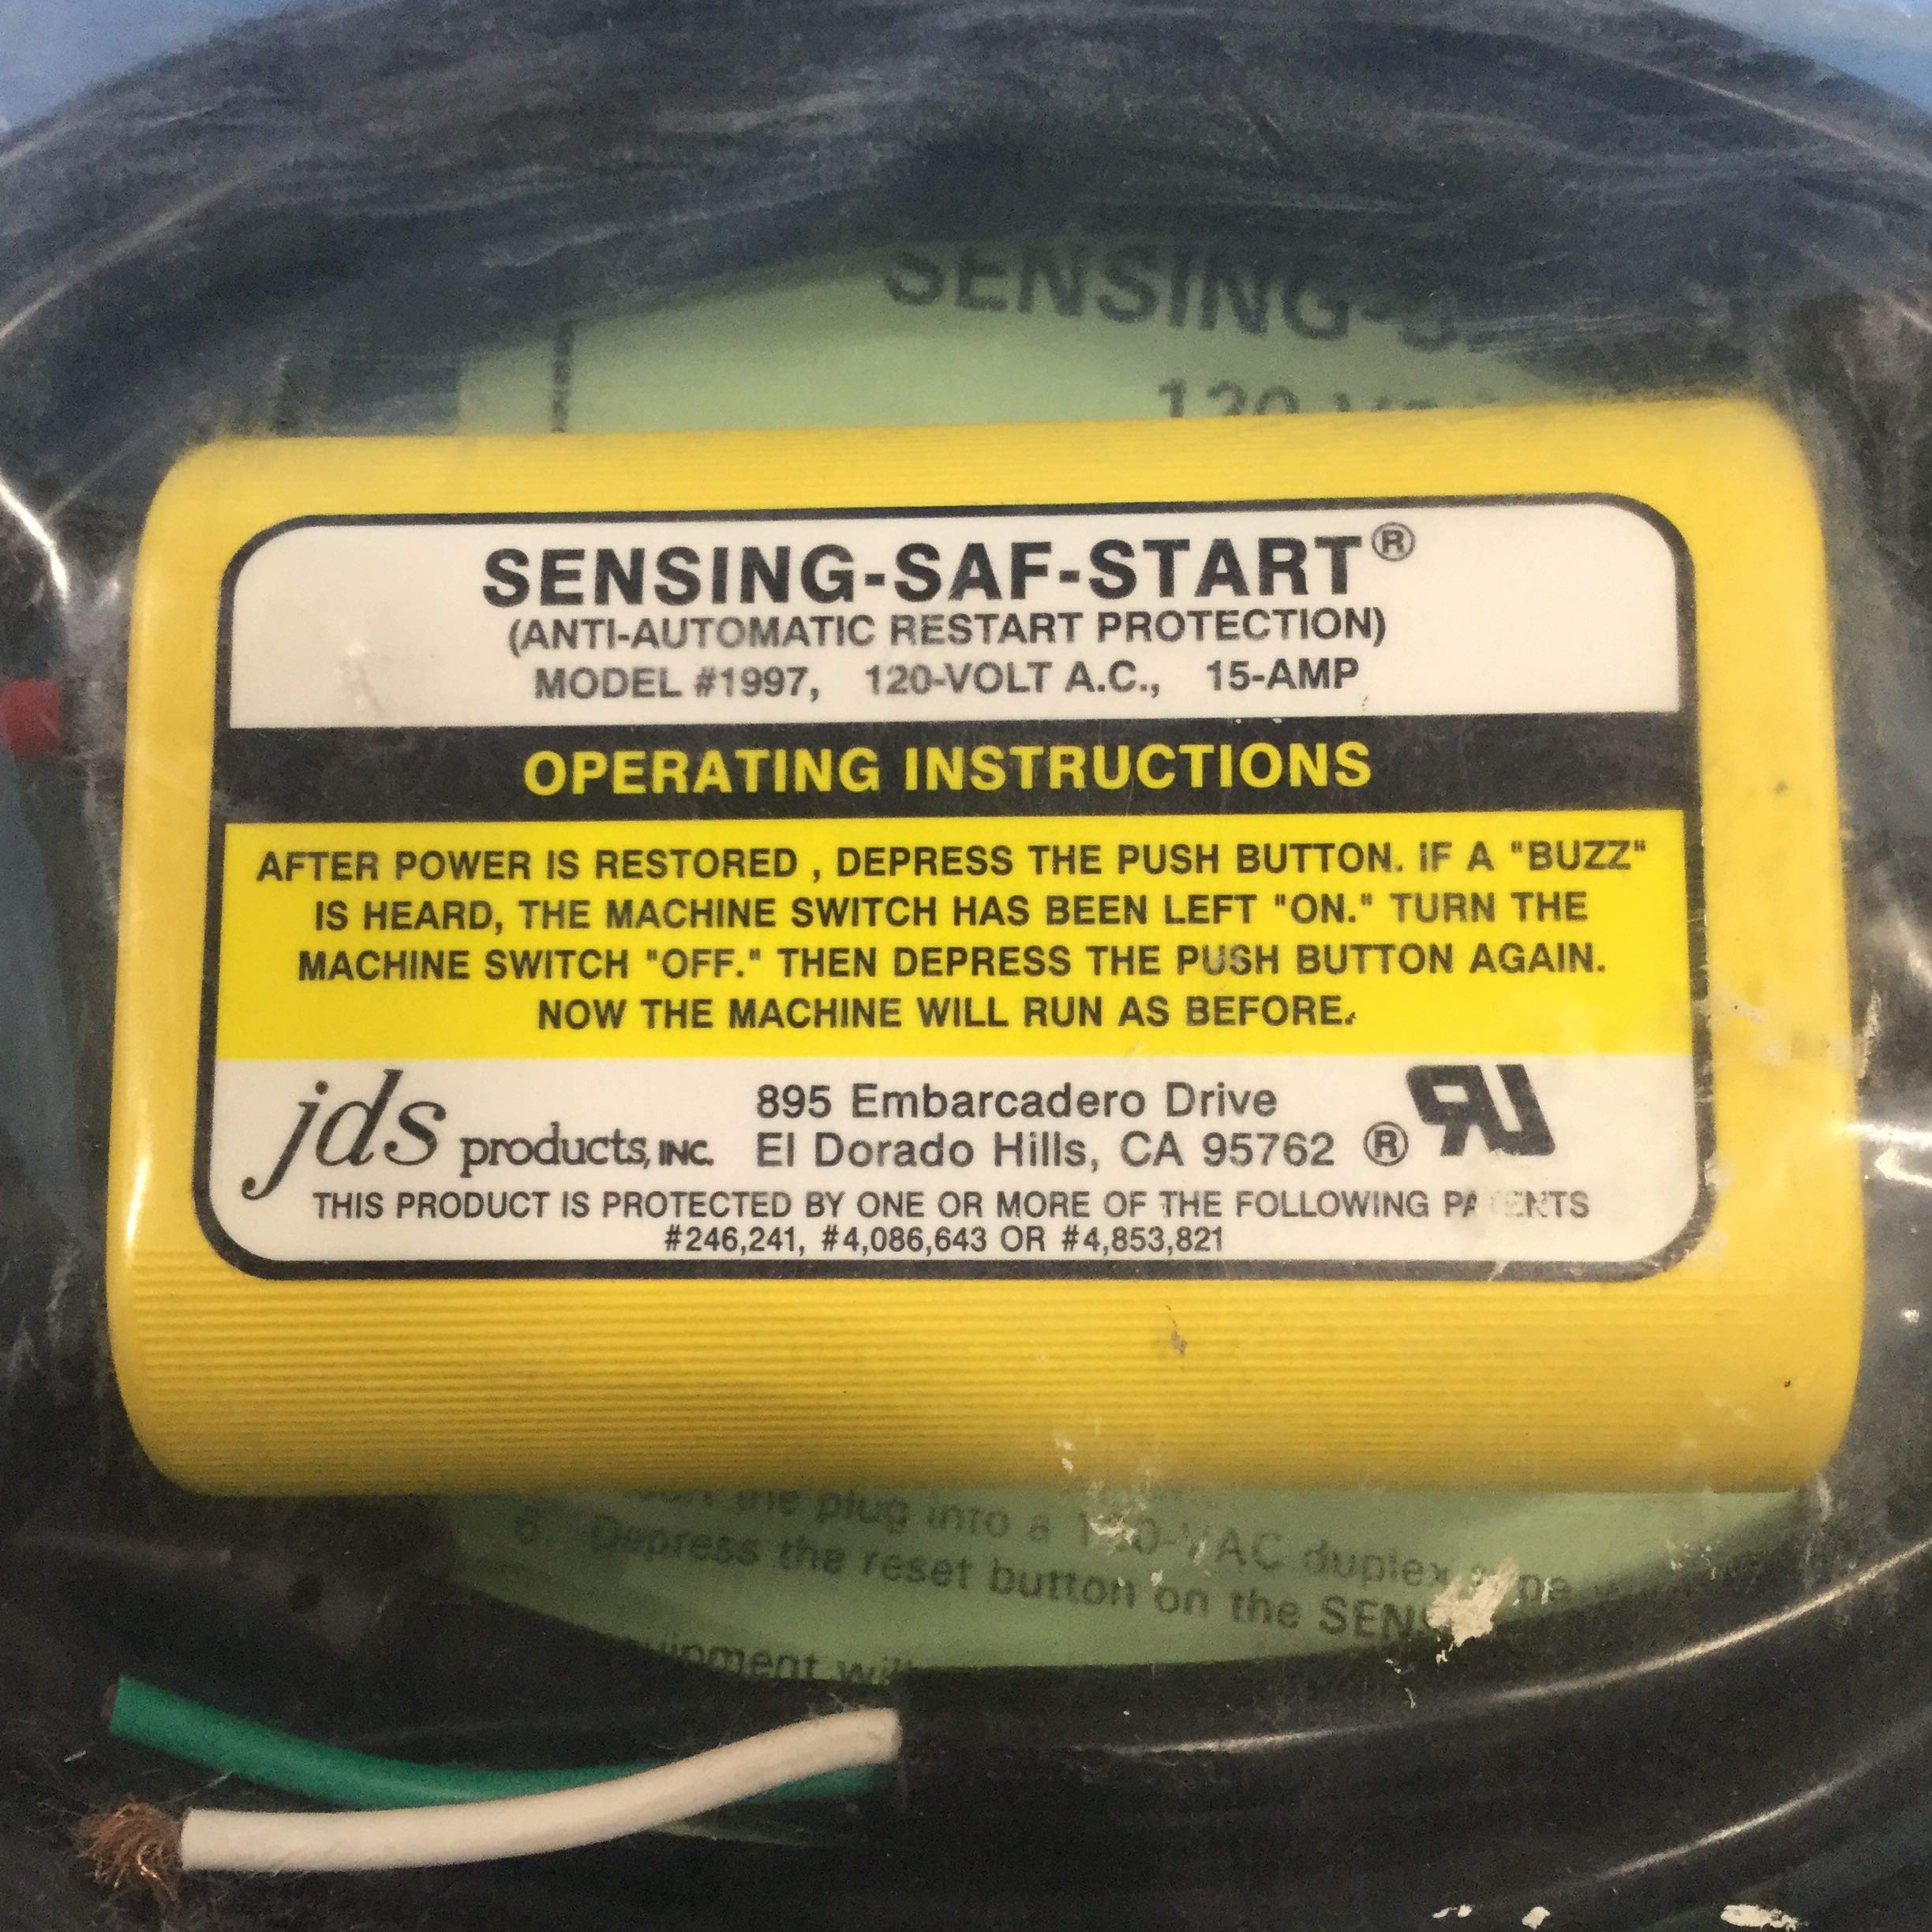 SENSING-
SENSING-SAF-START®
(ANTI-AUTOMATIC RESTART PROTECTION)
MODEL #1997, 120-VOLT A.C., 15-AMP
OPERATING INSTRUCTIONS
AFTER POWER IS RESTORED , DEPRESS THE PUSH BUTTON. IF A "BUZZ"
IS HEARD, THE MACHINE SWITCH HAS BEEN LEFT "ON." TURN THE
MACHINE SWITCH "OFF." THEN DEPRESS THE PUSH BUTTON AGAIN.
NOW THE MACHINE WILL RUN AS BEFORE.
jds products, INC.
895 Embarcadero Drive
El Dorado Hills, CA 95762 ®
THIS PRODUCT IS PROTECTED BY ONE OR MORE OF THE FOLLOWING PATENTS
#246,241, #4,086,643 OR #4,853,821
the plug into a 120-VAC duplex
6. Depress the reset button on the